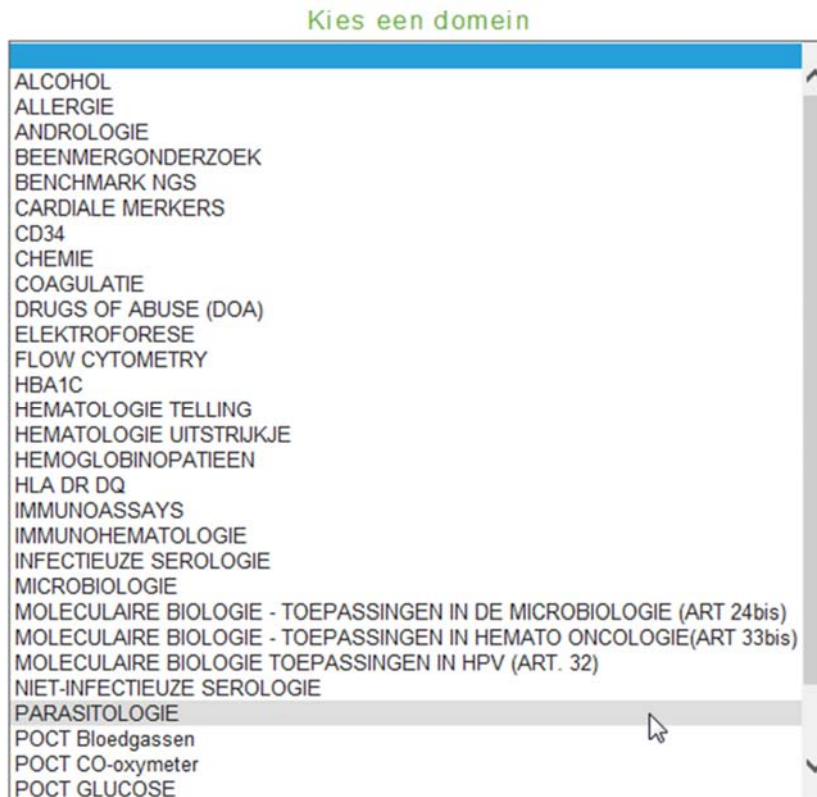 Kies een domein
ALCOHOL
ALLERGIE
ANDROLOGIE
BEENMERGONDERZOEK
BENCHMARK NGS
CARDIALE MERKERS
CD34
CHEMIE
COAGULATIE
DRUGS OF ABUSE (DOA)
ELEKTROFORESE
FLOW CYTOMETRY
HBA1C
HEMATOLOGIE TELLING
HEMATOLOGIE UITSTRIJKJE
HEMOGLOBINOPATIEEN
HLA DR DQ
IMMUNOASSAYS
IMMUNOHEMATOLOGIE
INFECTIEUZE SEROLOGIE
MICROBIOLOGIE
MOLECULAIRE BIOLOGIE - TOEPASSINGEN IN DE MICROBIOLOGIE (ART 24bis)
MOLECULAIRE BIOLOGIE - TOEPASSINGEN IN HEMATO ONCOLOGIE(ART 33bis)
MOLECULAIRE BIOLOGIE TOEPASSINGEN IN HPV (ART. 32)
NIET-INFECTIEUZE SEROLOGIE
PARASITOLOGIE
POCT Bloedgassen
POCT CO-oxymeter
POCT GLUCOSE